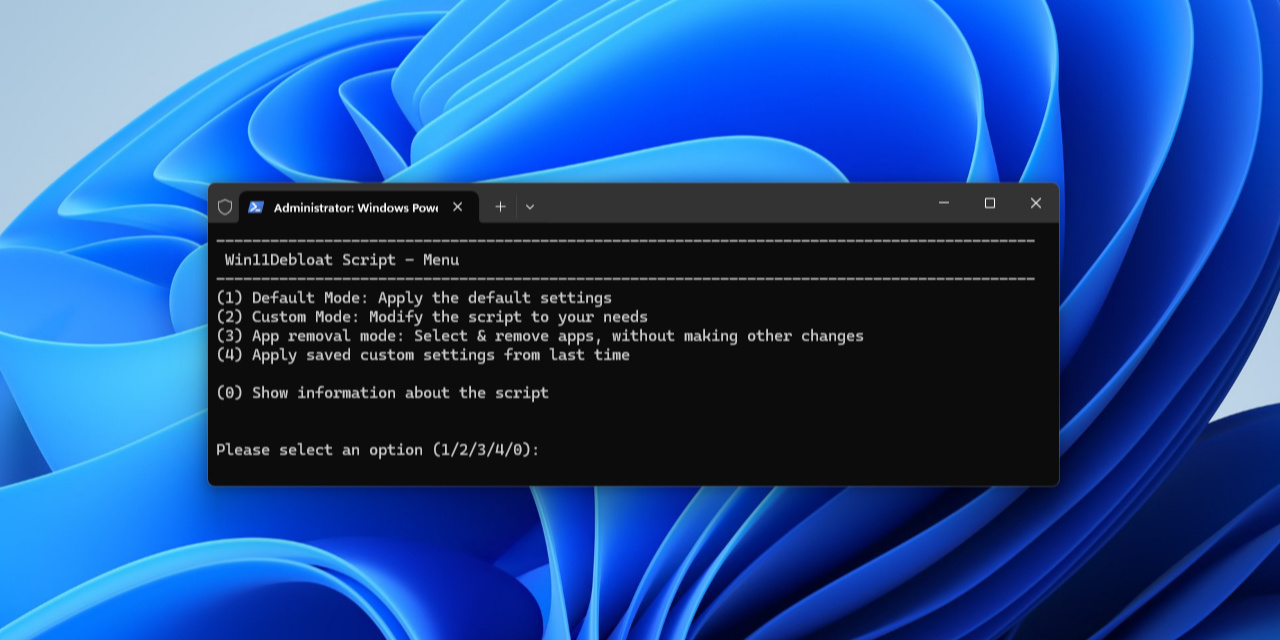 Administrator: Windows Powe
Win11Debloat Script - Menu
(1) Default Mode: Apply the default settings
(2) Custom Mode: Modify the script to your needs
(3) App removal mode: Select & remove apps, without making other changes
(4) Apply saved custom settings from last time
(0) Show information about the script
Please select an option (1/2/3/4/0):